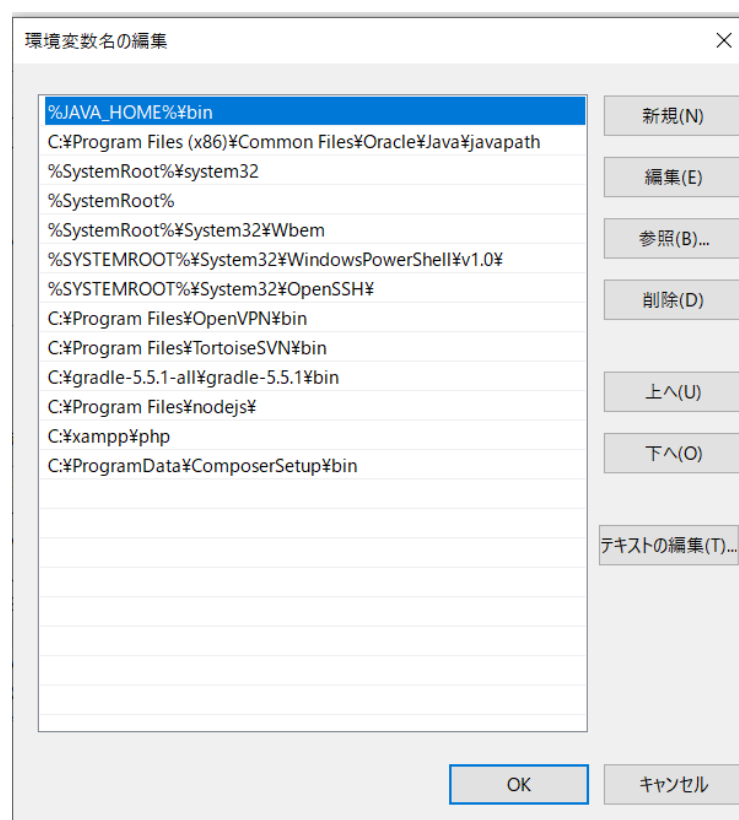 環境変数名の編集
%JAVA_HOME%¥bin
C:¥Program Files (x86)¥Common Files¥Oracle¥Java¥javapath
%SystemRoot%¥system32
%SystemRoot%
%SystemRoot%¥System32¥Wbem
%SYSTEMROOT%¥System32¥WindowsPowerShell¥v1.0¥
%SYSTEMROOT%¥System32¥OpenSSH¥
C:¥Program Files¥OpenVPN¥bin
C:¥Program Files¥TortoiseSVN¥bin
C:¥gradle-5.5.1-all¥gradle-5.5.1¥bin
C:¥Program Files¥nodejs¥
C:¥xampp¥php
C:¥ProgramData¥ComposerSetup¥bin
新規(N)
編集(E)
参照(B)...
削除(D)
上へ(U)
下へ(O)
テキストの編集(T)...
OK
キャンセル